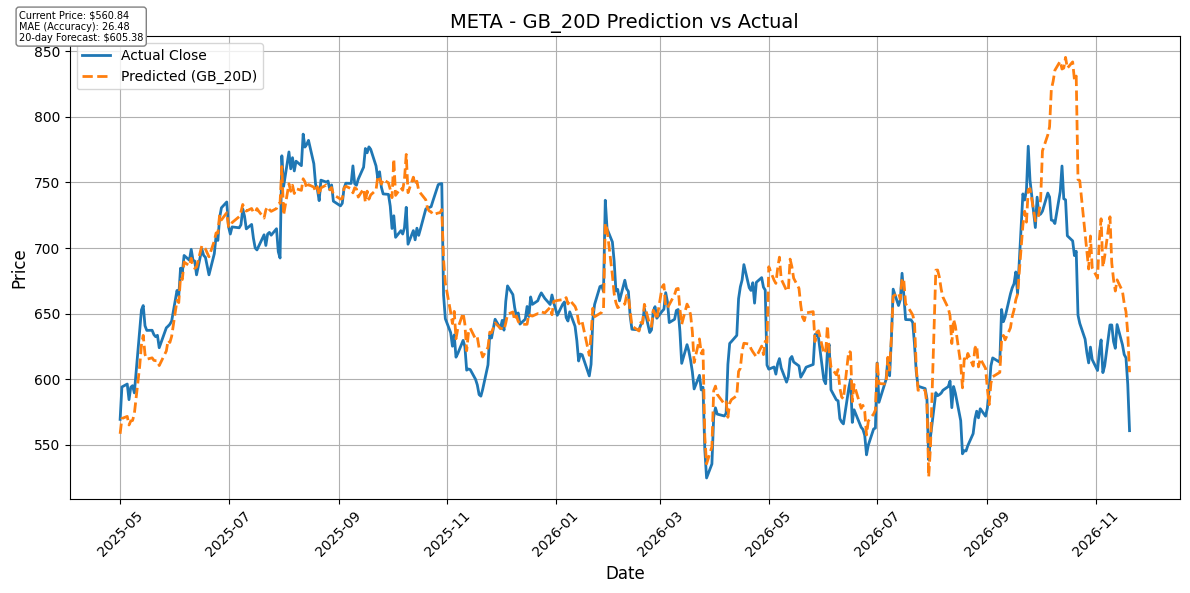 META - GB_20D Prediction vs Actual
Current Price: $560.84
MAE (Accuracy): 26.48
20-day Forecast: $605.38
Actual Close
Predicted (GB_20D)
Price
850
800
750
700
650
600
550
2025-05
2025-07
2025-09
2025-11
2026-01
2026-03
2026-05
2026-07
2026-09
2026-11
Date